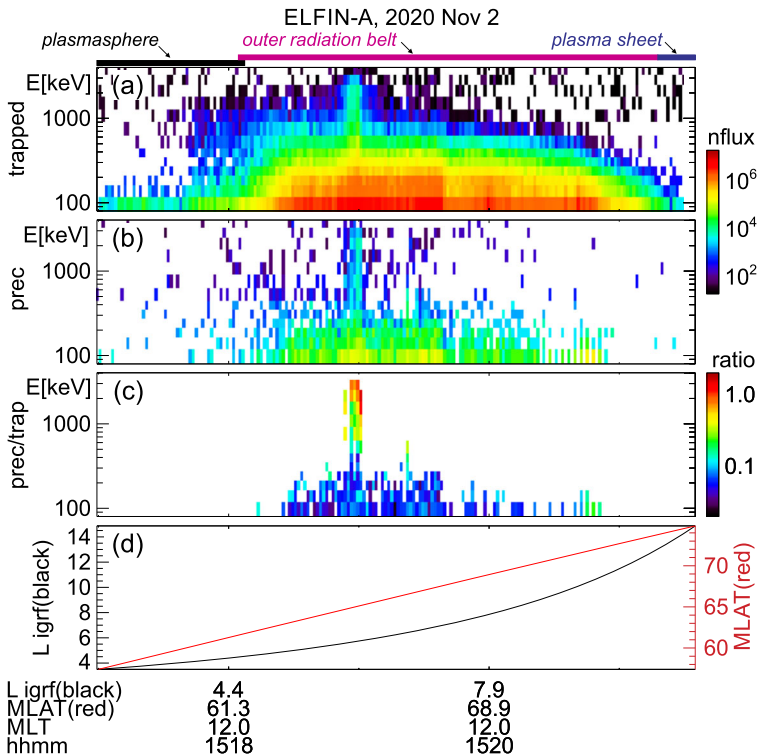 ELFIN-A, 2020 Nov 2
plasmasphere
outer radiation belt
plasma sheet
(a)
E[keV]
1000
100
trapped
nflux
10^6
10^4
10^2
(b)
E[keV]
1000
100
prec
(c)
E[keV]
1000
100
prec/trap
ratio
1.0
0.1
(d)
14
12
10
8
6
4
L igrf(black)
70
65
60
MLAT(red)
L igrf(black) 4.4 7.9
MLAT(red) 61.3 68.9
MLT 12.0 12.0
hhmm 1518 1520